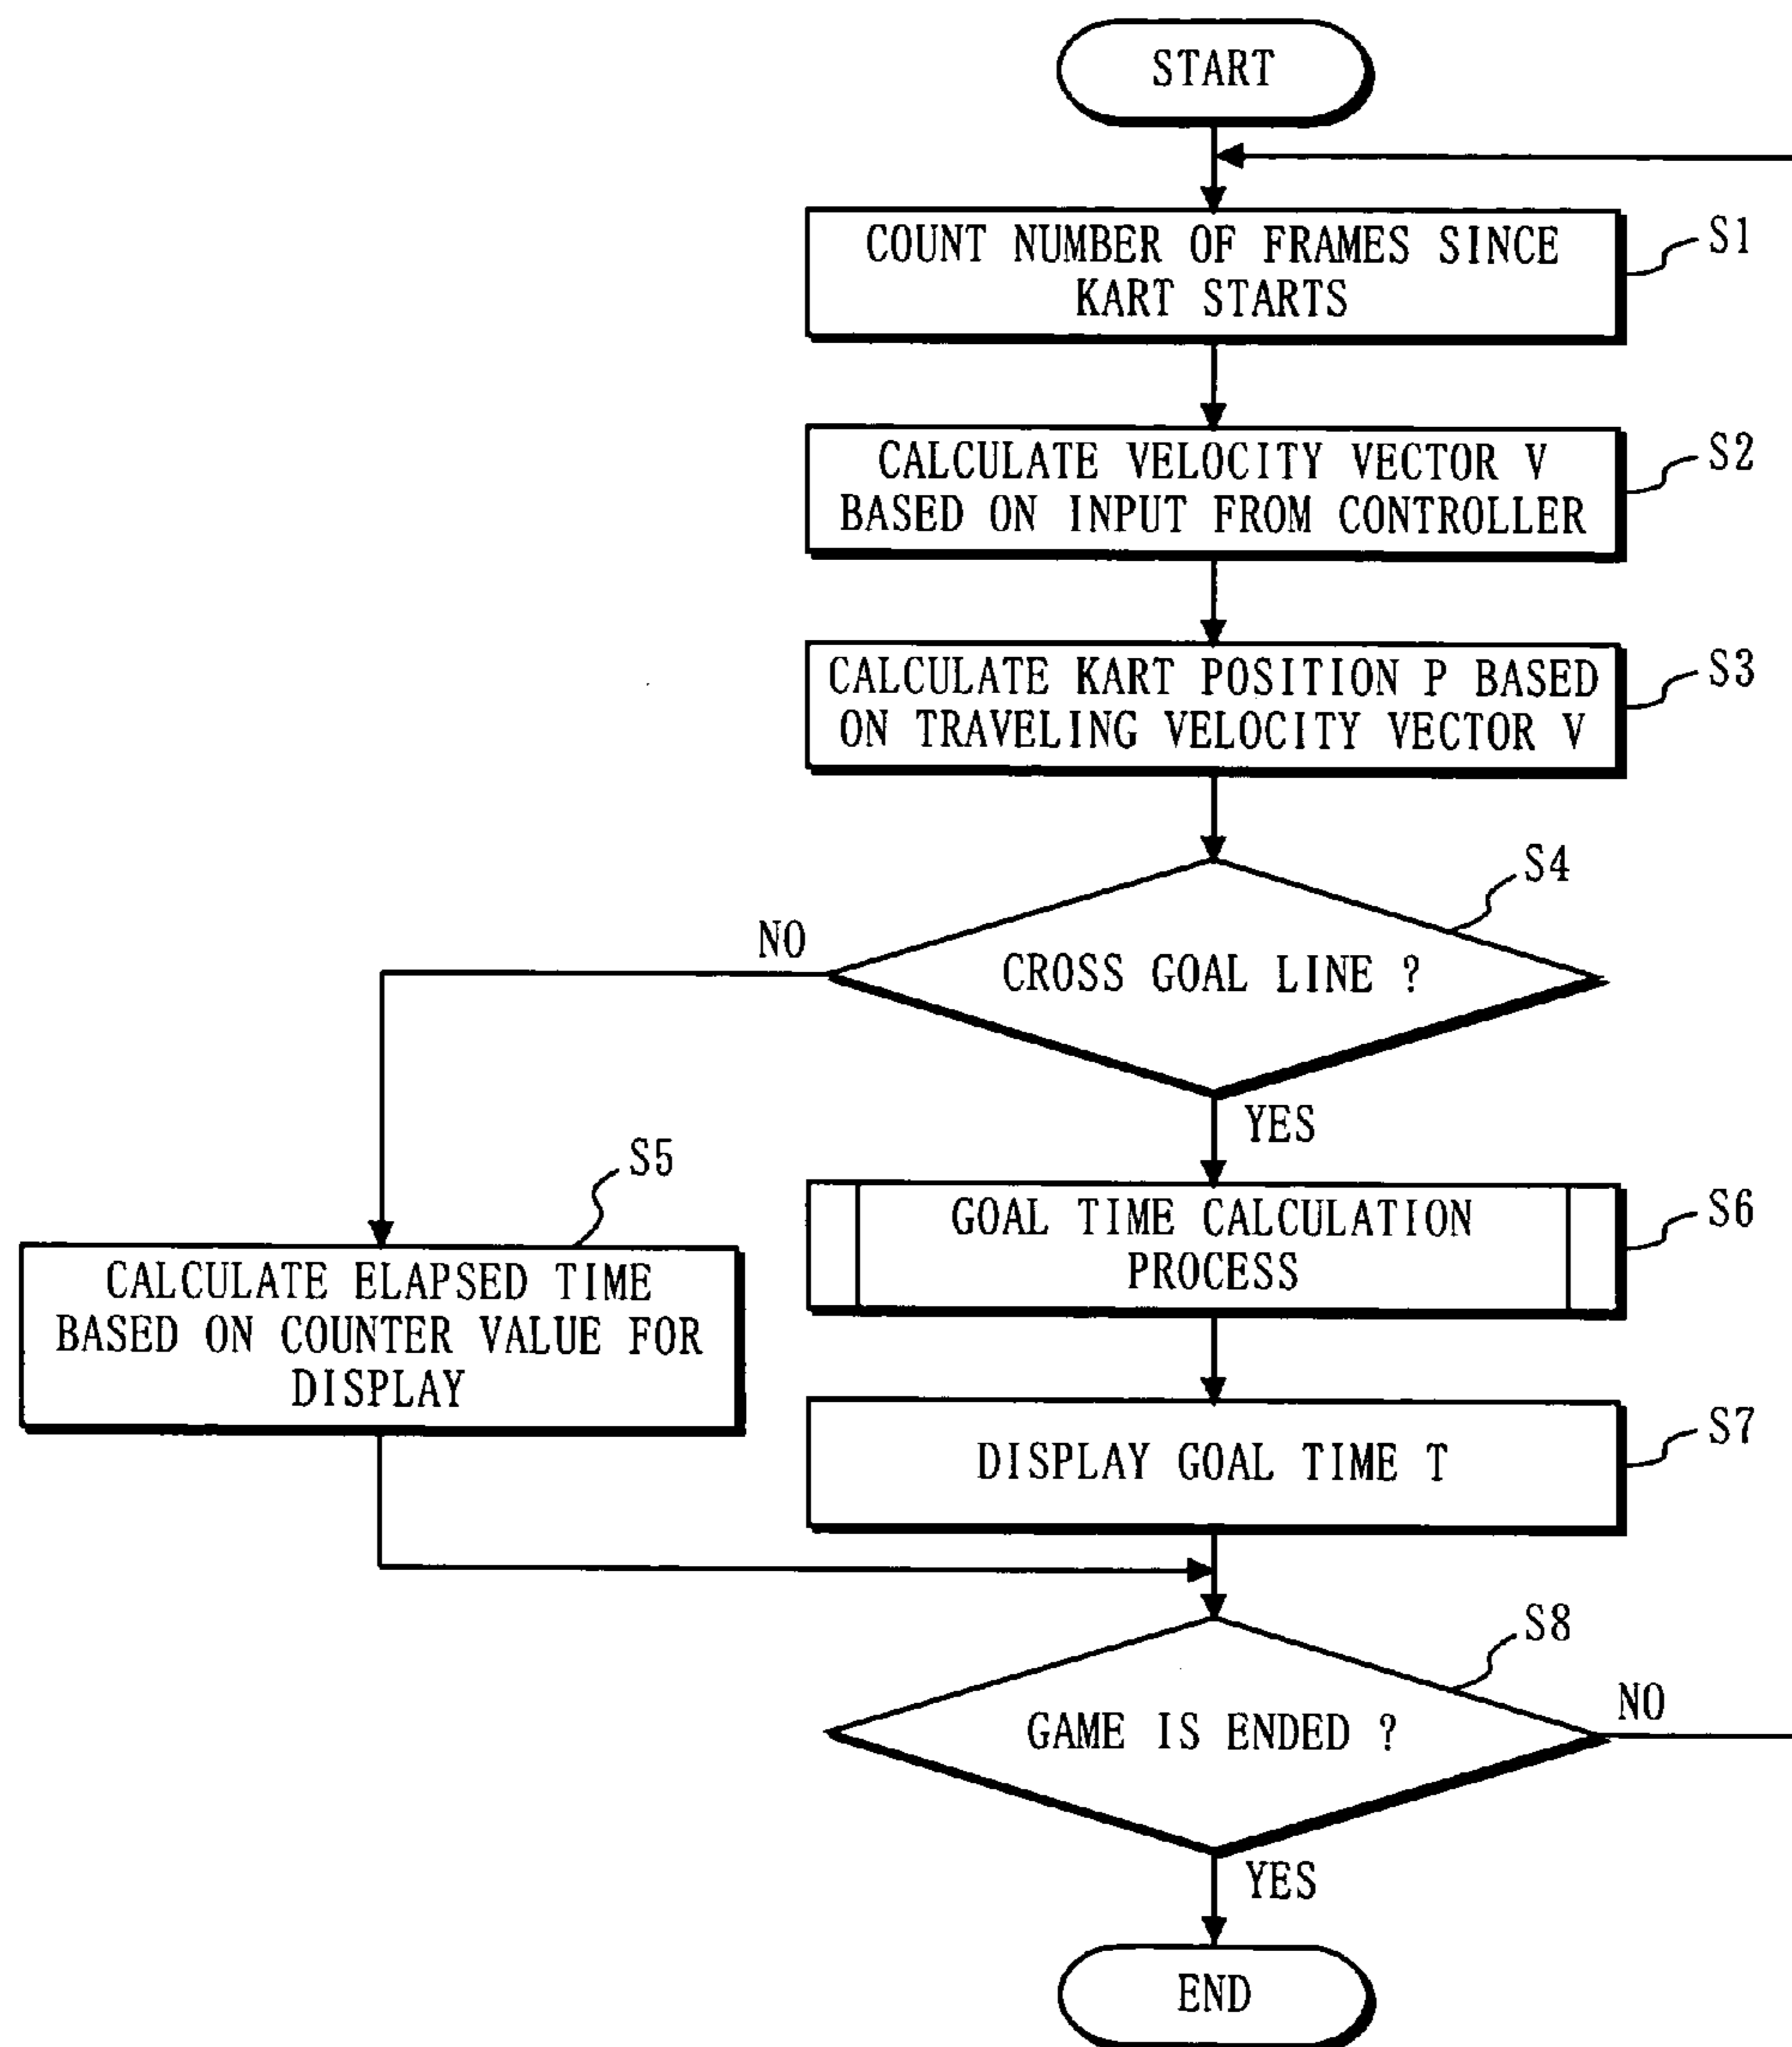 START
COUNT NUMBER OF FRAMES SINCE
KART STARTS
S1
CALCULATE VELOCITY VECTOR V
BASED ON INPUT FROM CONTROLLER
S2
CALCULATE KART POSITION P BASED
ON TRAVELING VELOCITY VECTOR V
S3
S4
NO
CROSS GOAL LINE ?
YES
S5
CALCULATE ELAPSED TIME
BASED ON COUNTER VALUE FOR
DISPLAY
GOAL TIME CALCULATION
PROCESS
S6
DISPLAY GOAL TIME T
S7
S8
GAME IS ENDED ?
NO
YES
END